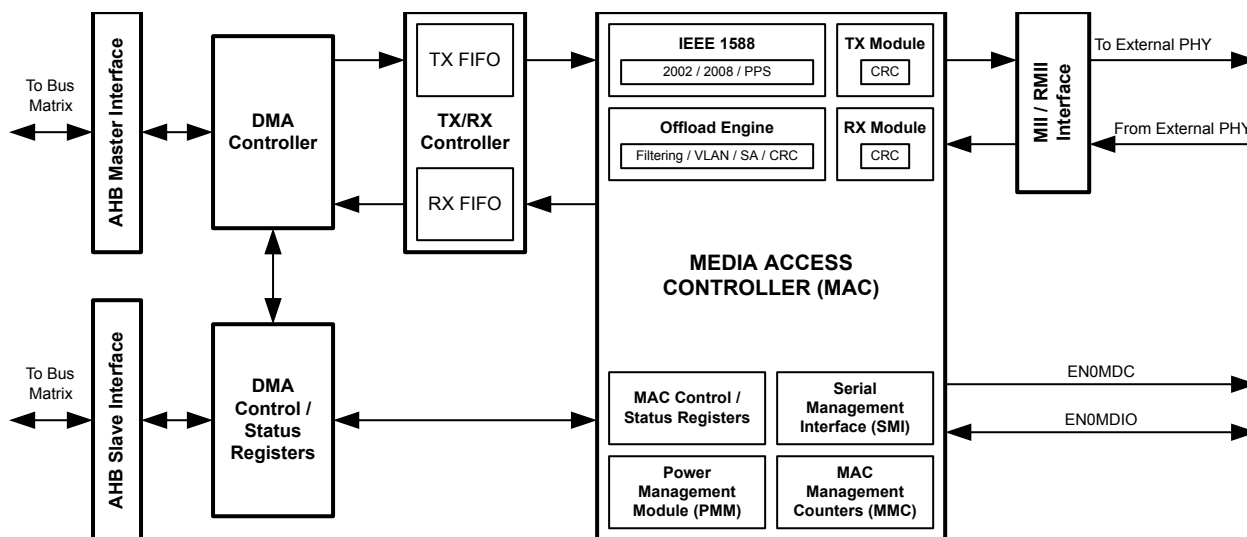 To Bus
Matrix
AHB Master Interface
DMA
Controller
TX FIFO
TX/RX
Controller
RX FIFO
IEEE 1588
2002 / 2008 / PPS
TX Module
CRC
Offload Engine
Filtering / VLAN / SA / CRC
RX Module
CRC
MII / RMII
Interface
To External PHY
From External PHY
MEDIA ACCESS
CONTROLLER (MAC)
To Bus
Matrix
AHB Slave Interface
DMA
Control /
Status
Registers
MAC Control /
Status Registers
Serial
Management
Interface (SMI)
Power
Management
Module (PMM)
MAC
Management
Counters (MMC)
EN0MDC
EN0MDIO